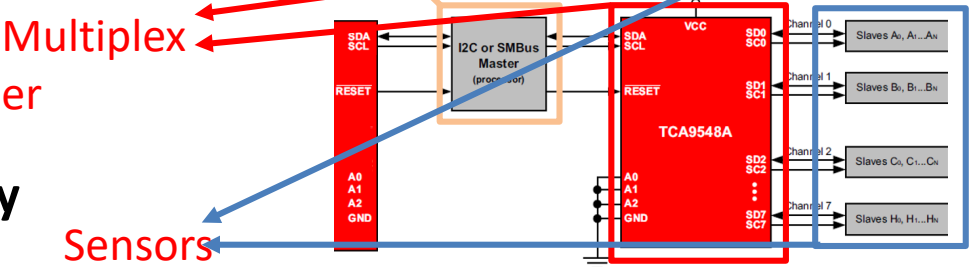 Multiplex
er
y
Sensors
SDA
SCL
RESET
A0
A1
A2
GND
I2C or SMBus
Master
(processor)
VCC
SDA
SCL
RESET
TCA9548A
A0
A1
A2
GND
SD0
SC0
SD1
SC1
SD2
SC2
SD7
SC7
Channel 0
Slaves A0, A1...AN
Channel 1
Slaves B0, B1...BN
Channel 2
Slaves C0, C1...CN
Channel 7
Slaves H0, H1...HN